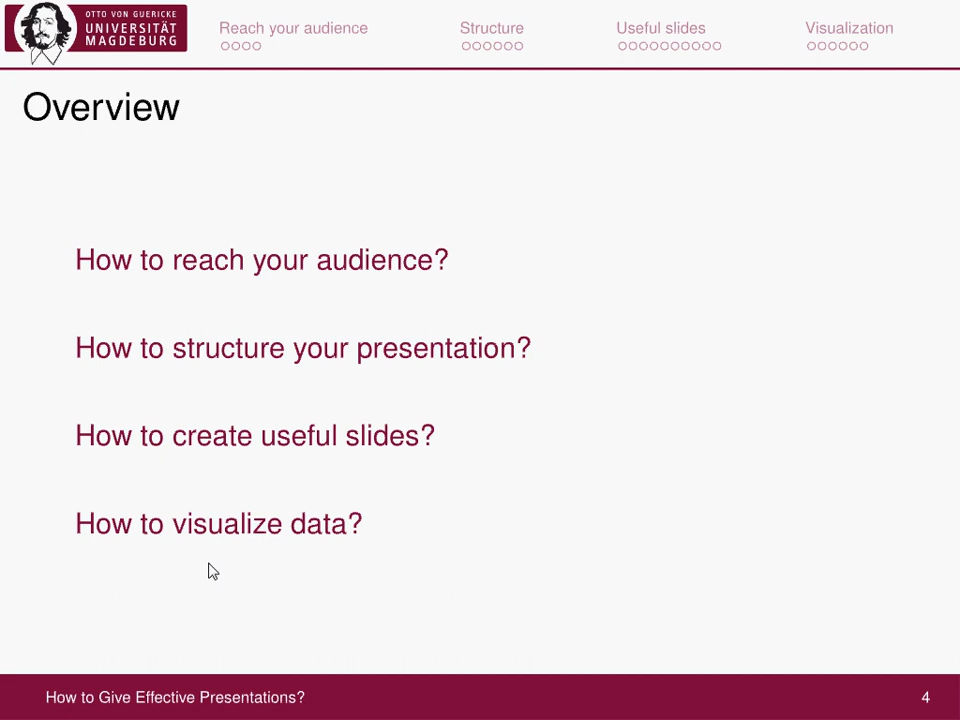 OTTO VON GUERICKE
UNIVERSITÄT
MAGDEBURG
Reach your audience
Structure
Useful slides
Visualization
Overview
How to reach your audience?
How to structure your presentation?
How to create useful slides?
How to visualize data?
How to Give Effective Presentations?
4